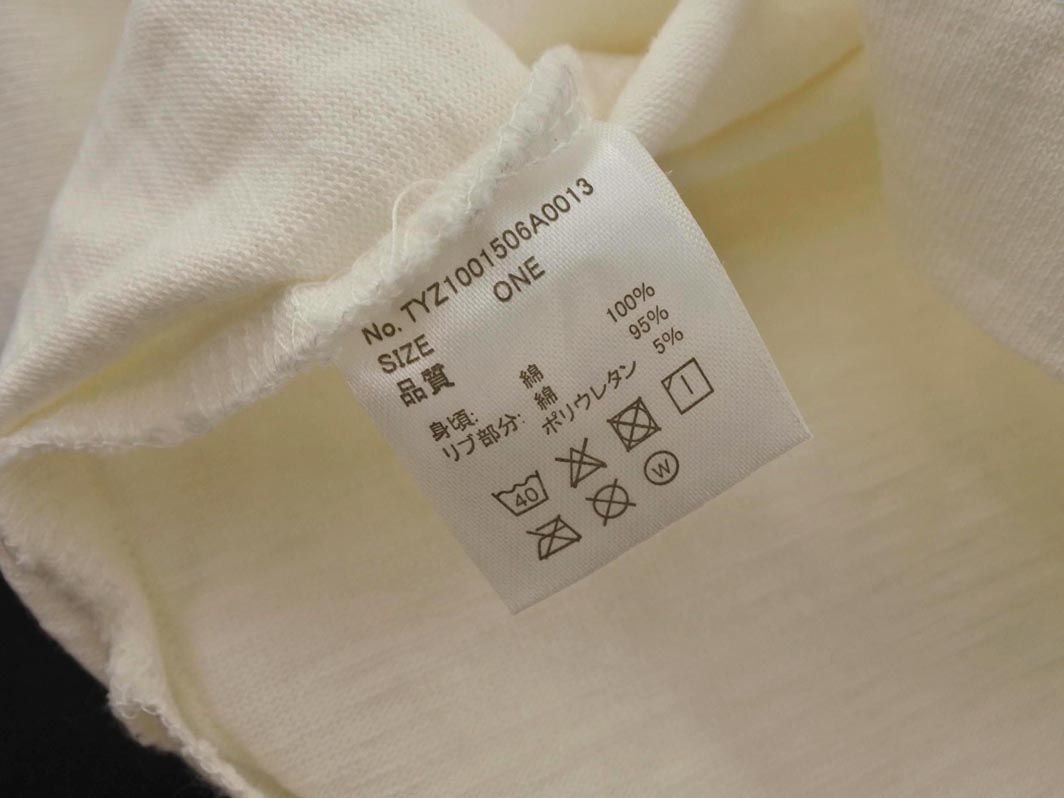 No. TYZ1001506A0013
SIZE ONE
品質
身頃: 綿 100%
リブ部分: 綿 95%
ポリウレタン 5%
40
W